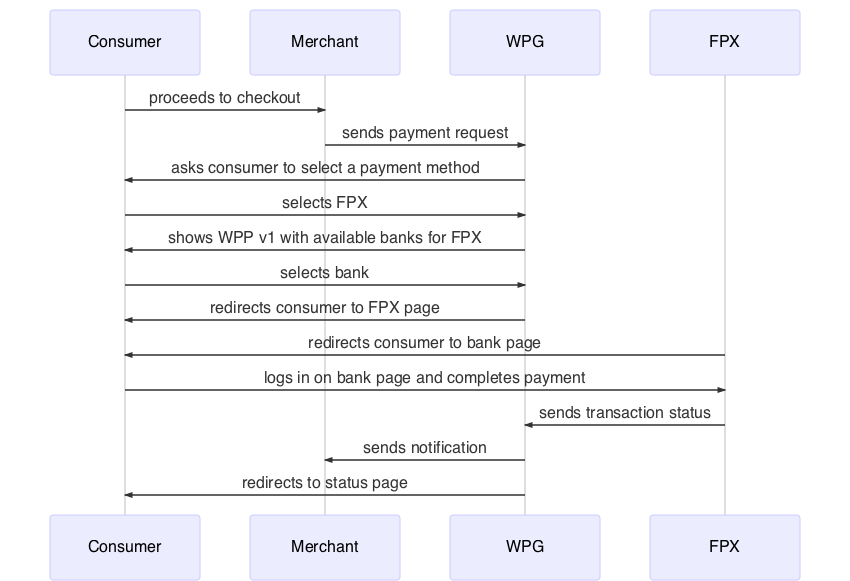 Consumer
Merchant
WPG
FPX
proceeds to checkout
sends payment request
asks consumer to select a payment method
selects FPX
shows WPP v1 with available banks for FPX
selects bank
redirects consumer to FPX page
redirects consumer to bank page
logs in on bank page and completes payment
sends transaction status
sends notification
redirects to status page
Consumer
Merchant
WPG
FPX